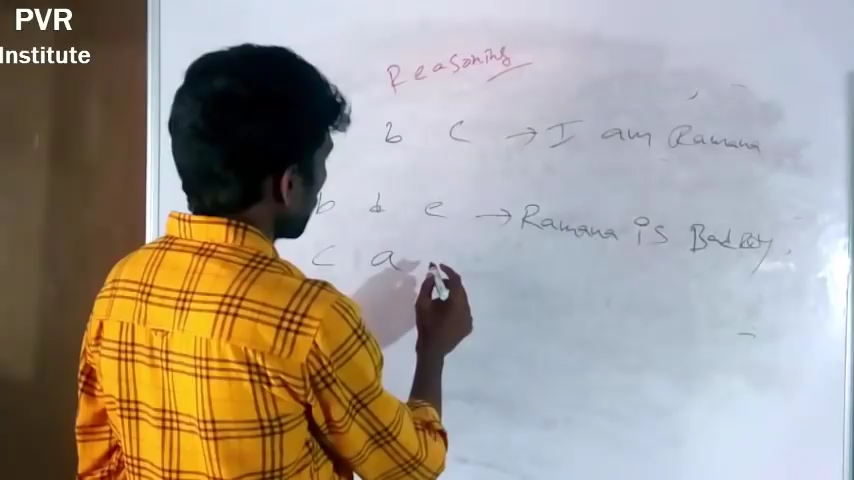 PVR
Institute
Reasoning
b c → I am Ramana
b d e → Ramana is Bad Boy.
c a